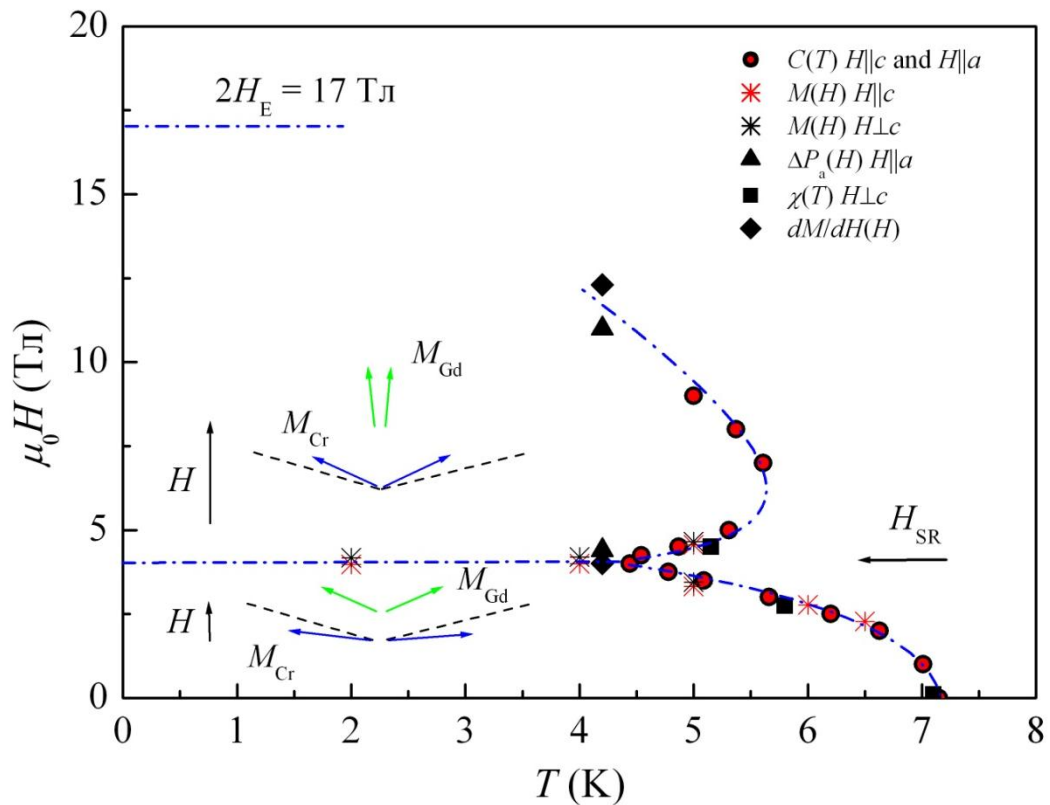 20
15
10
5
0
μ₀H (Тл)
2H_E = 17 Тл
C(T) H||c and H||a
M(H) H||c
M(H) H⊥c
ΔP_a(H) H||a
χ(T) H⊥c
dM/dH(H)
M_Gd
M_Cr
H
H_SR
M_Gd
H
M_Cr
0 1 2 3 4 5 6 7 8
T (K)